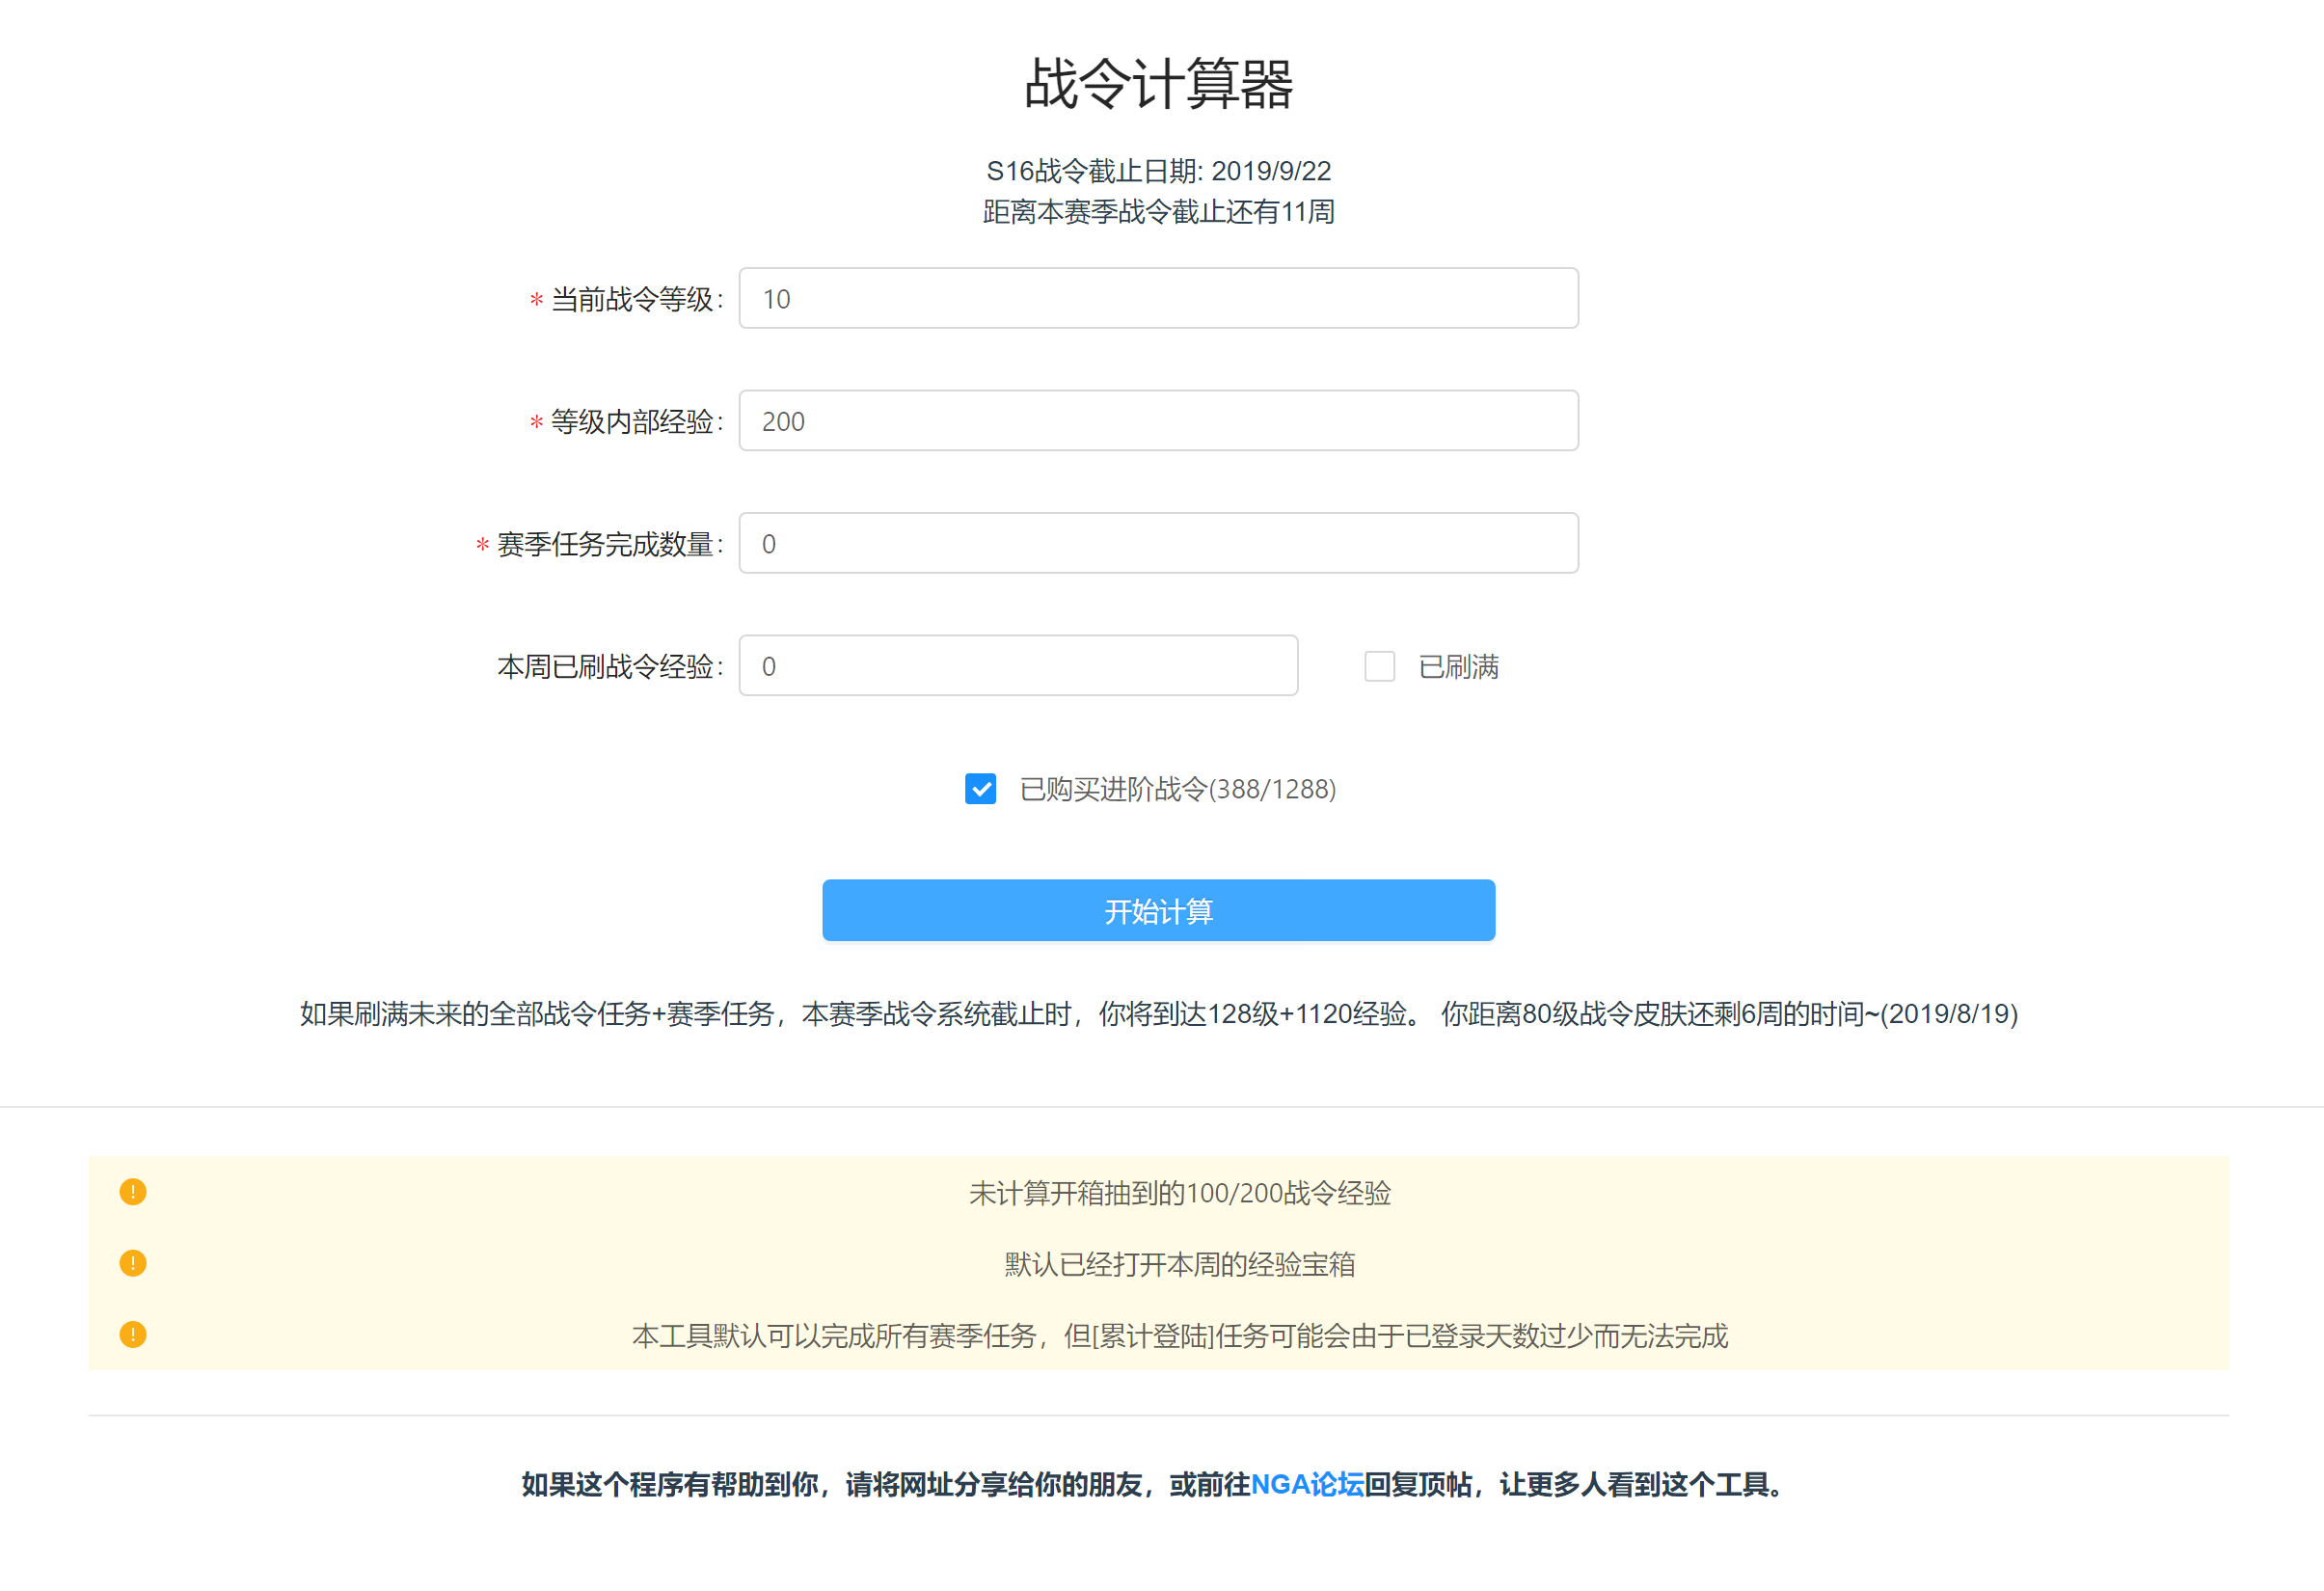 战令计算器
S16战令截止日期: 2019/9/22
距离本赛季战令截止还有11周
* 当前战令等级: 10
* 等级内部经验: 200
* 赛季任务完成数量: 0
本周已刷战令经验: 0 已刷满
已购买进阶战令(388/1288)
开始计算
如果刷满未来的全部战令任务+赛季任务，本赛季战令系统截止时，你将到达128级+1120经验。 你距离80级战令皮肤还剩6周的时间~(2019/8/19)
未计算开箱抽到的100/200战令经验
默认已经打开本周的经验宝箱
本工具默认可以完成所有赛季任务，但[累计登陆]任务可能会由于已登录天数过少而无法完成
如果这个程序有帮助到你，请将网址分享给你的朋友，或前往NGA论坛回复顶帖，让更多人看到这个工具。